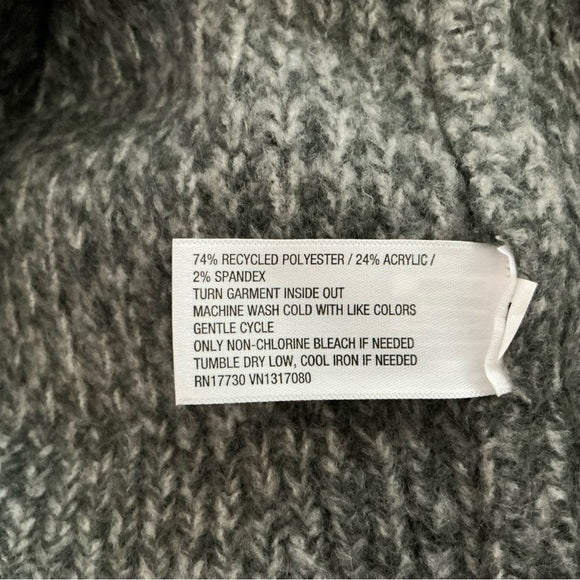 74% RECYCLED POLYESTER / 24% ACRYLIC /
2% SPANDEX
TURN GARMENT INSIDE OUT
MACHINE WASH COLD WITH LIKE COLORS
GENTLE CYCLE
ONLY NON-CHLORINE BLEACH IF NEEDED
TUMBLE DRY LOW, COOL IRON IF NEEDED
RN17730 VN1317080